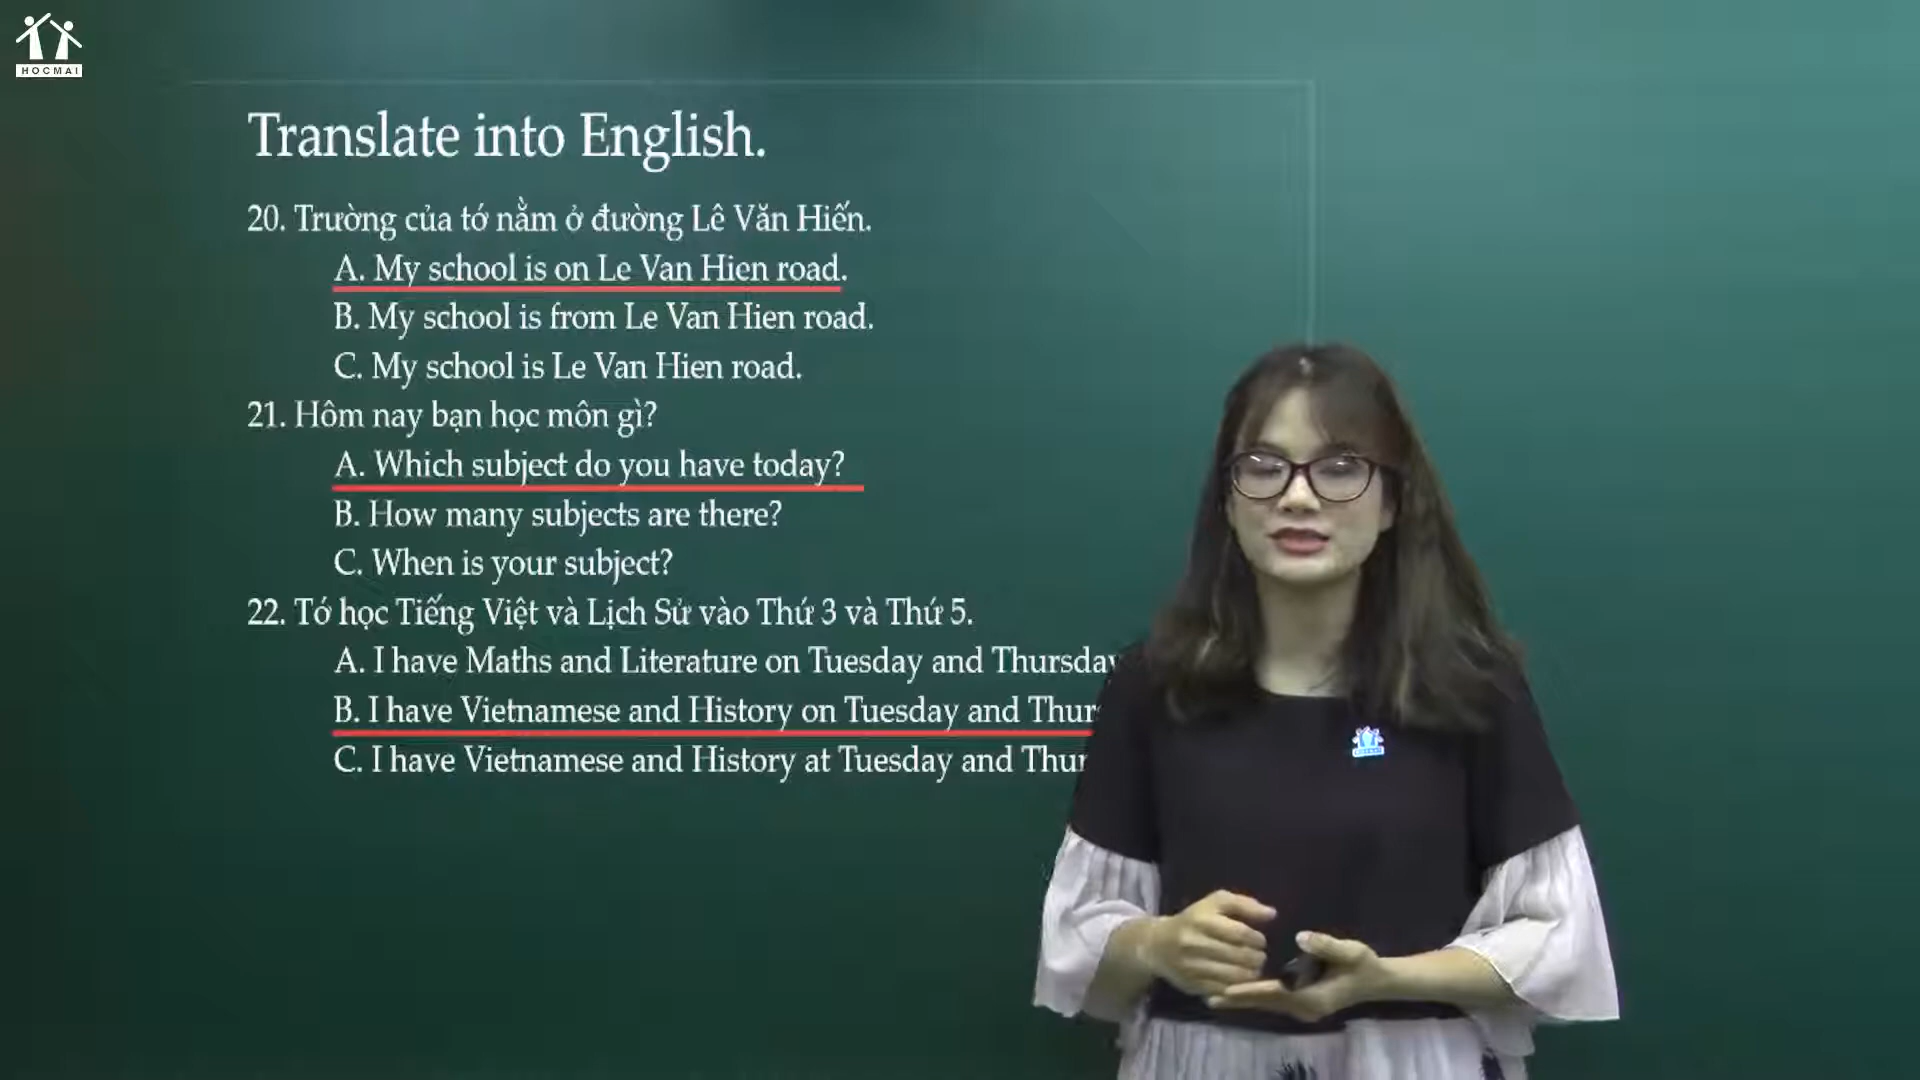 HOCMAI
Translate into English.
20. Trường của tớ nằm ở đường Lê Văn Hiến.
A. My school is on Le Van Hien road.
B. My school is from Le Van Hien road.
C. My school is Le Van Hien road.
21. Hôm nay bạn học môn gì?
A. Which subject do you have today?
B. How many subjects are there?
C. When is your subject?
22. Tớ học Tiếng Việt và Lịch Sử vào Thứ 3 và Thứ 5.
A. I have Maths and Literature on Tuesday and Thursday
B. I have Vietnamese and History on Tuesday and Thur
C. I have Vietnamese and History at Tuesday and Thur